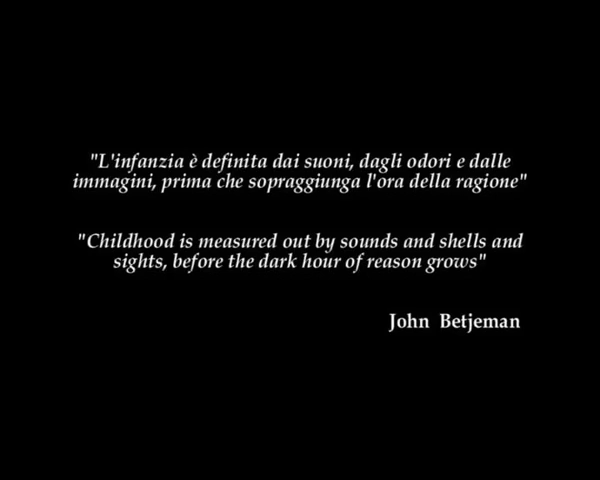 "L'infanzia è definita dai suoni, dagli odori e dalle
immagini, prima che sopraggiunga l'ora della ragione"
"Childhood is measured out by sounds and shells and
sights, before the dark hour of reason grows"
John Betjeman